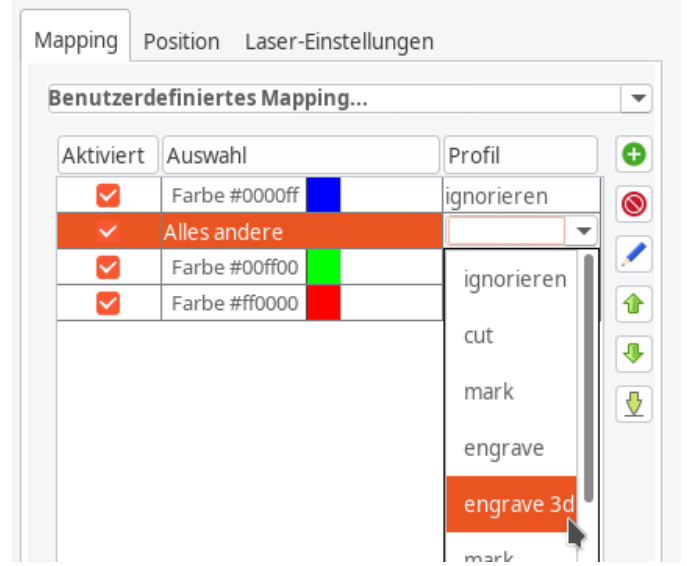 Mapping Position Laser-Einstellungen
Benutzerdefiniertes Mapping...
Aktiviert Auswahl Profil
Farbe #0000ff ignorieren
Alles andere
Farbe #00ff00
Farbe #ff0000
ignorieren
cut
mark
engrave
engrave 3d
mark